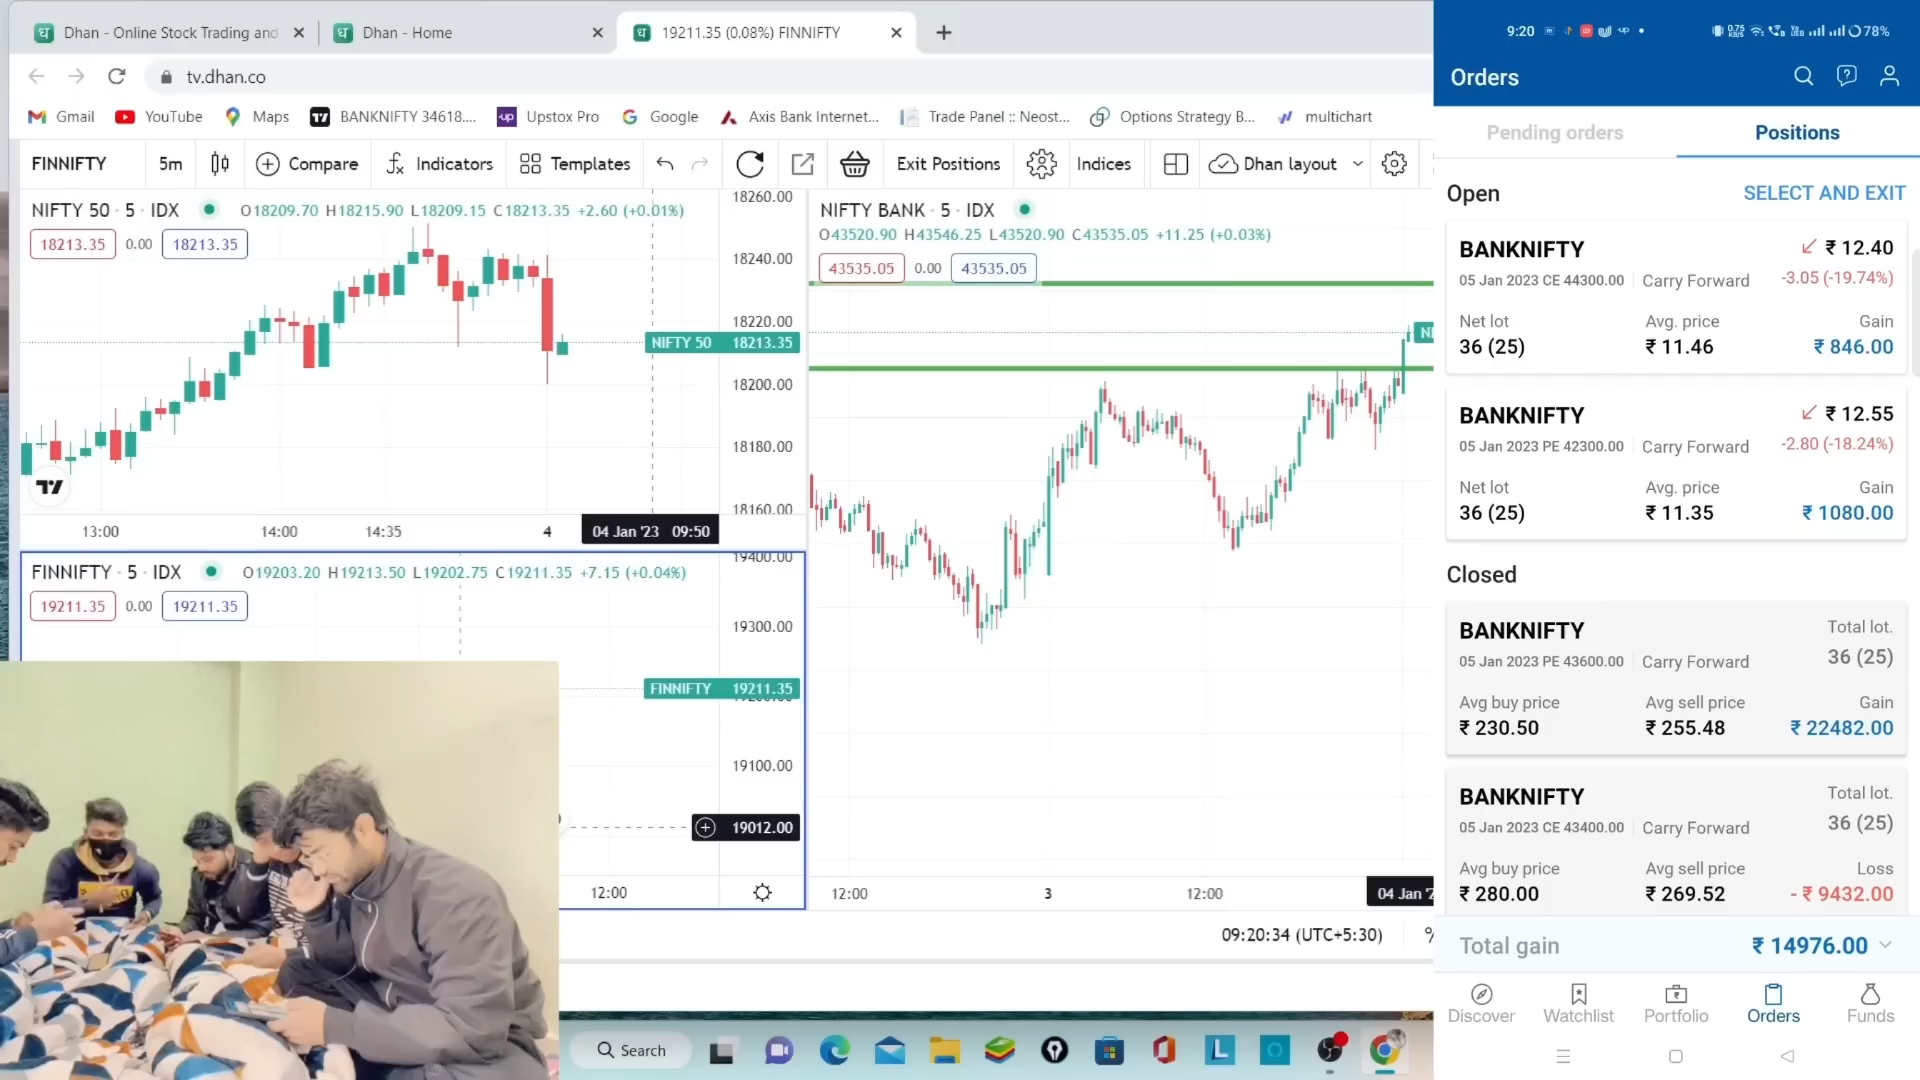 Dhan - Online Stock Trading and
Dhan - Home
19211.35 (0.08%) FINNIFTY
tv.dhan.co
Gmail
YouTube
Maps
BANKNIFTY 34618....
Upstox Pro
Google
Axis Bank Internet...
Trade Panel :: Neost...
Options Strategy B...
multichart
FINNIFTY
5m
Compare
Indicators
Templates
Exit Positions
Indices
Dhan layout
NIFTY 50 · 5 · IDX
O18209.70 H18215.90 L18209.15 C18213.35 +2.60 (+0.01%)
18213.35
0.00
18213.35
18260.00
18240.00
18220.00
NIFTY 50 18213.35
18200.00
18180.00
18160.00
13:00
14:00
14:35
4
04 Jan '23 09:50
NIFTY BANK · 5 · IDX
O43520.90 H43546.25 L43520.90 C43535.05 +11.25 (+0.03%)
43535.05
0.00
43535.05
12:00
3
12:00
04 Jan '2
09:20:34 (UTC+5:30)
%
FINNIFTY · 5 · IDX
O19203.20 H19213.50 L19202.75 C19211.35 +7.15 (+0.04%)
19211.35
0.00
19211.35
19400.00
19300.00
FINNIFTY 19211.35
19100.00
19012.00
12:00
Search
9:20
78%
Orders
Pending orders
Positions
Open
SELECT AND EXIT
BANKNIFTY
₹ 12.40
05 Jan 2023 CE 44300.00
Carry Forward
-3.05 (-19.74%)
Net lot
Avg. price
Gain
36 (25)
₹ 11.46
₹ 846.00
BANKNIFTY
₹ 12.55
05 Jan 2023 PE 42300.00
Carry Forward
-2.80 (-18.24%)
Net lot
Avg. price
Gain
36 (25)
₹ 11.35
₹ 1080.00
Closed
BANKNIFTY
Total lot.
05 Jan 2023 PE 43600.00
Carry Forward
36 (25)
Avg buy price
Avg sell price
Gain
₹ 230.50
₹ 255.48
₹ 22482.00
BANKNIFTY
Total lot.
05 Jan 2023 CE 43400.00
Carry Forward
36 (25)
Avg buy price
Avg sell price
Loss
₹ 280.00
₹ 269.52
- ₹ 9432.00
Total gain
₹ 14976.00
Discover
Watchlist
Portfolio
Orders
Funds